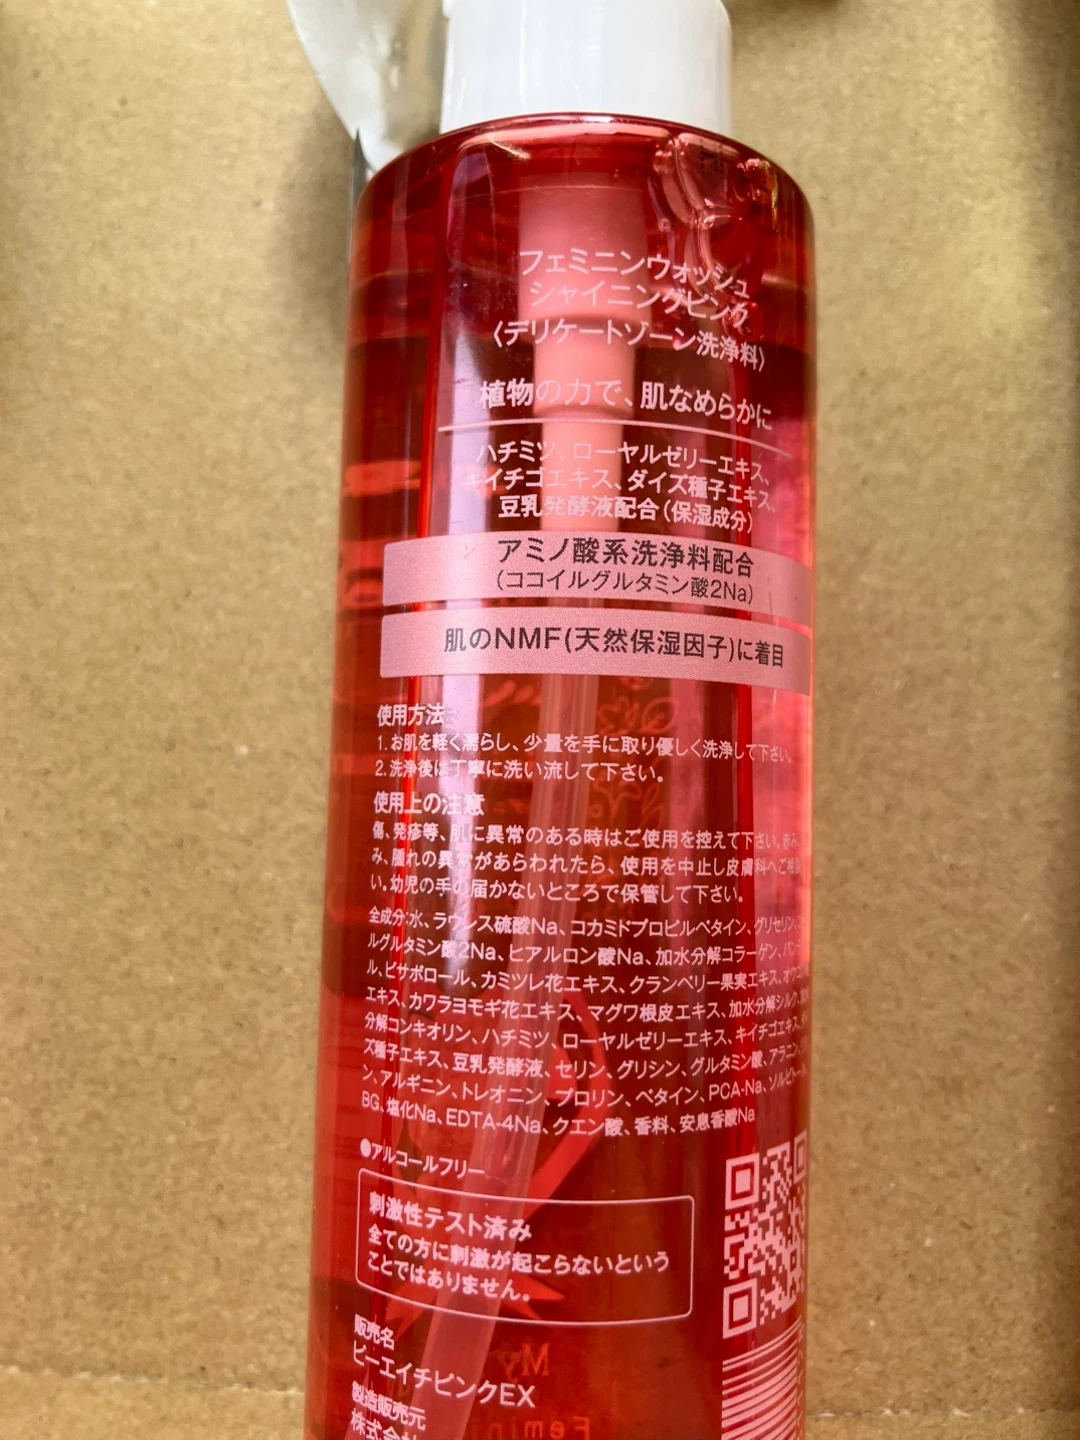 フェミニンウォッシュ
シャイニングピンク
〈デリケートゾーン洗浄料〉
植物の力で、肌なめらかに
ハチミツ、ローヤルゼリーエキス、
キイチゴエキス、ダイズ種子エキス、
豆乳発酵液配合(保湿成分)
アミノ酸系洗浄料配合
(ココイルグルタミン酸2Na)
肌のNMF(天然保湿因子)に着目
使用方法
1. お肌を軽く濡らし、少量を手に取り優しく洗浄して下さい。
2. 洗浄後は丁寧に洗い流して下さい。
使用上の注意
傷、発疹等、肌に異常のある時はご使用を控えて下さい。赤み、
み、腫れの異常があらわれたら、使用を中止し皮膚科へご相談
い。幼児の手の届かないところで保管して下さい。
全成分:水、ラウレス硫酸Na、コカミドプロピルベタイン、グリセリン、
ルグルタミン酸2Na、ヒアルロン酸Na、加水分解コラーゲン、
ル、ビサボロール、カミツレ花エキス、クランベリー果実エキス、
エキス、カワラヨモギ花エキス、マグワ根皮エキス、加水分解シルク、
分解コンキオリン、ハチミツ、ローヤルゼリーエキス、キイチゴエキス、
ズ種子エキス、豆乳発酵液、セリン、グリシン、グルタミン酸、アラニン、
ン、アルギニン、トレオニン、プロリン、ベタイン、PCA-Na、ソルビトール、
BG、塩化Na、EDTA-4Na、クエン酸、香料、安息香酸Na
●アルコールフリー
刺激性テスト済み
全ての方に刺激が起こらないという
ことではありません。
販売名
ピーエイチピンクEX
製造販売元
株式会
My
Femin